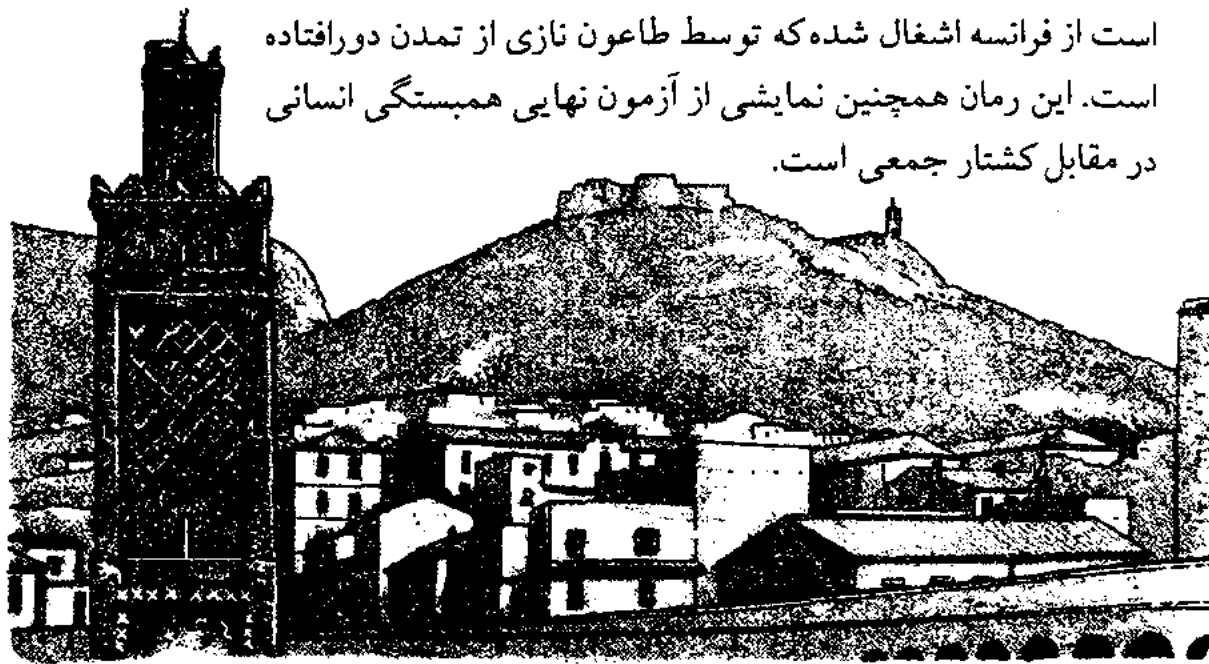 است از فرانسه اشغال شده که توسط طاعون نازی از تمدن دورافتاده
است. این رمان همچنین نمایشی از آزمون نهایی همبستگی انسانی
در مقابل کشتار جمعی است.